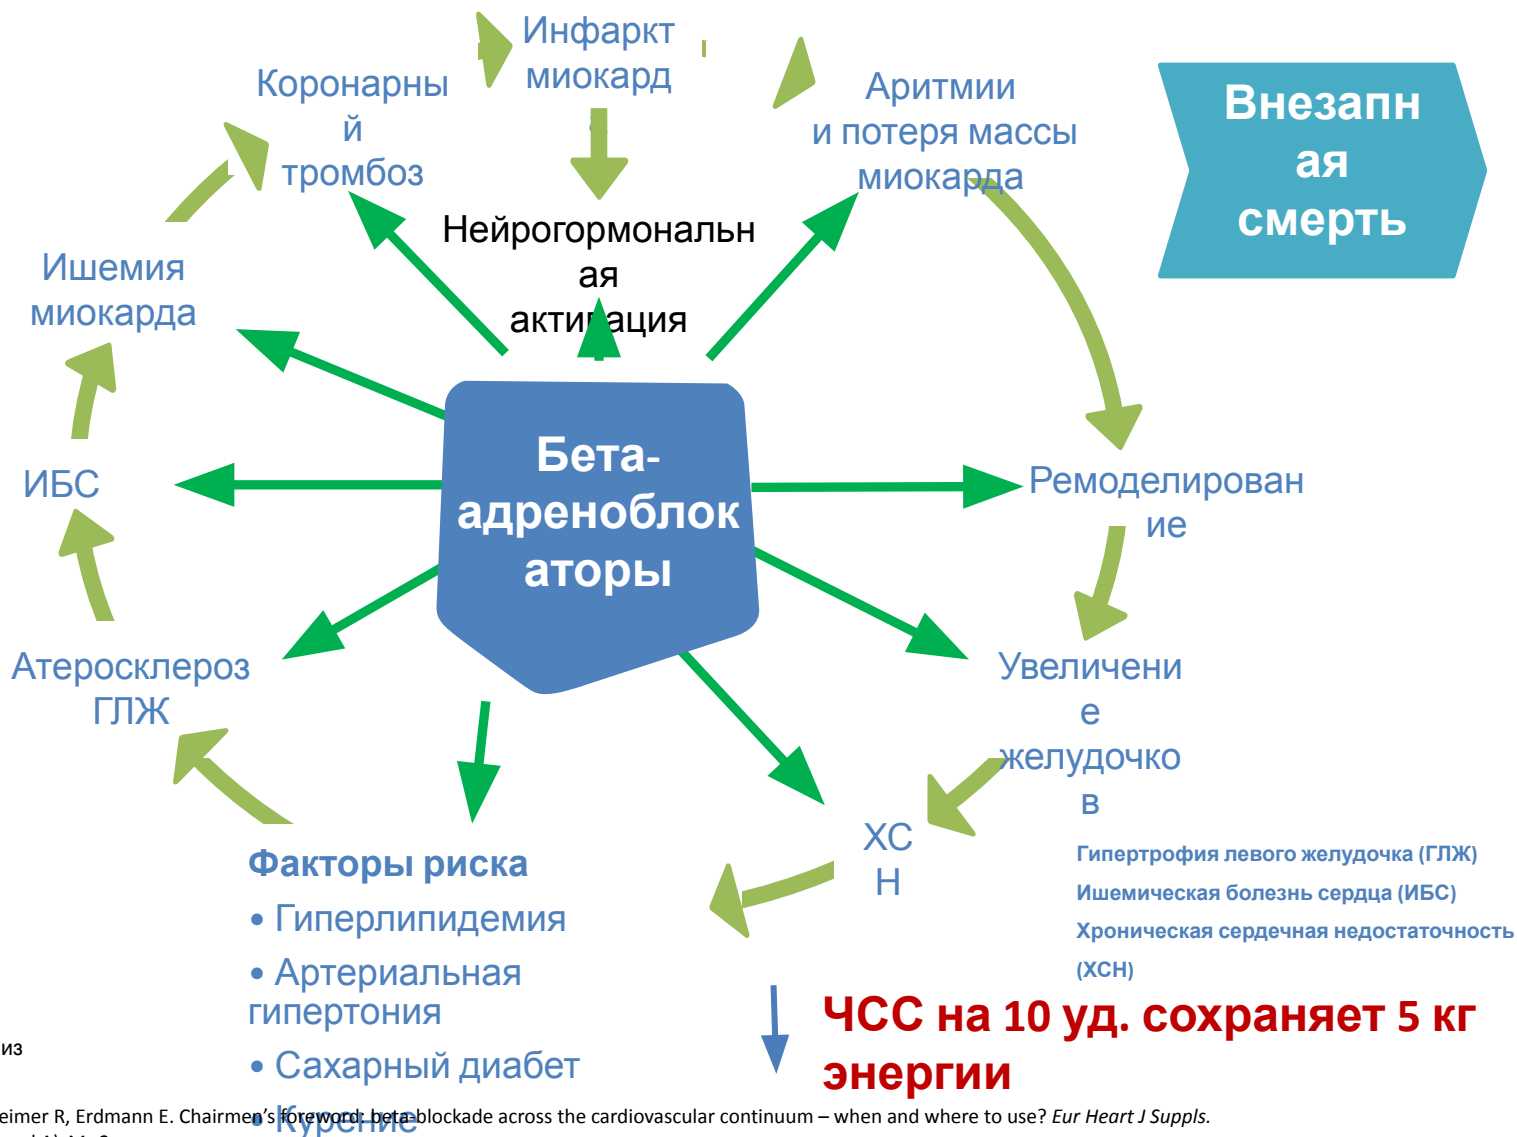 Инфаркт
миокард
Коронарны
й
тромбоз
Аритмии
и потеря массы
миокарда
Внезапн
ая
смерть
Нейрогормональн
ая
активация
Ишемия
миокарда
Бета-
адреноблок
аторы
ИБС
Ремоделирован
ие
Атеросклероз
ГЛЖ
Увеличени
е
желудочко
в
ХС
Н
Факторы риска
• Гиперлипидемия
• Артериальная
гипертония
• Сахарный диабет
• Курение
Гипертрофия левого желудочка (ГЛЖ)
Ишемическая болезнь сердца (ИБС)
Хроническая сердечная недостаточность
(ХСН)
ЧСС на 10 уд. сохраняет 5 кг
энергии
из
eimer R, Erdmann E. Chairmen's foreword: beta-blockade across the cardiovascular continuum – when and where to use? Eur Heart J Suppls.